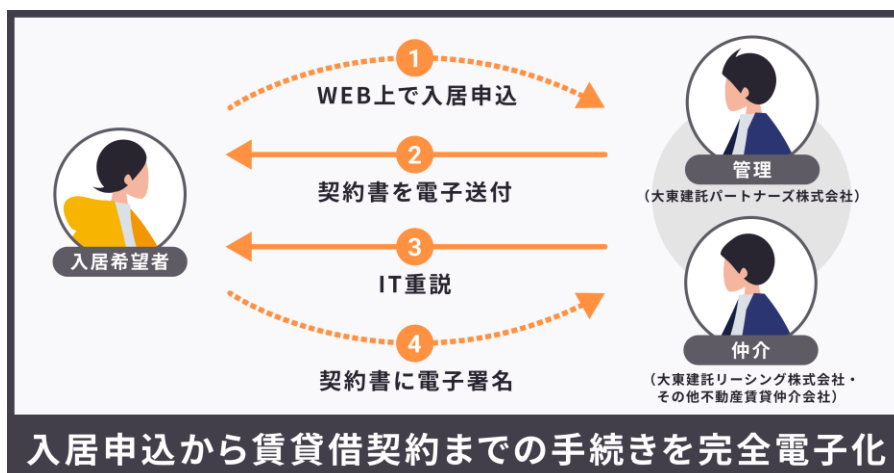 1
WEB上で入居申込
2
契約書を電子送付
3
IT重説
4
契約書に電子署名
入居希望者
管理
（大東建託パートナーズ株式会社）
仲介
（大東建託リーシング株式会社・
その他不動産賃貸仲介会社）
入居申込から賃貸借契約までの手続きを完全電子化